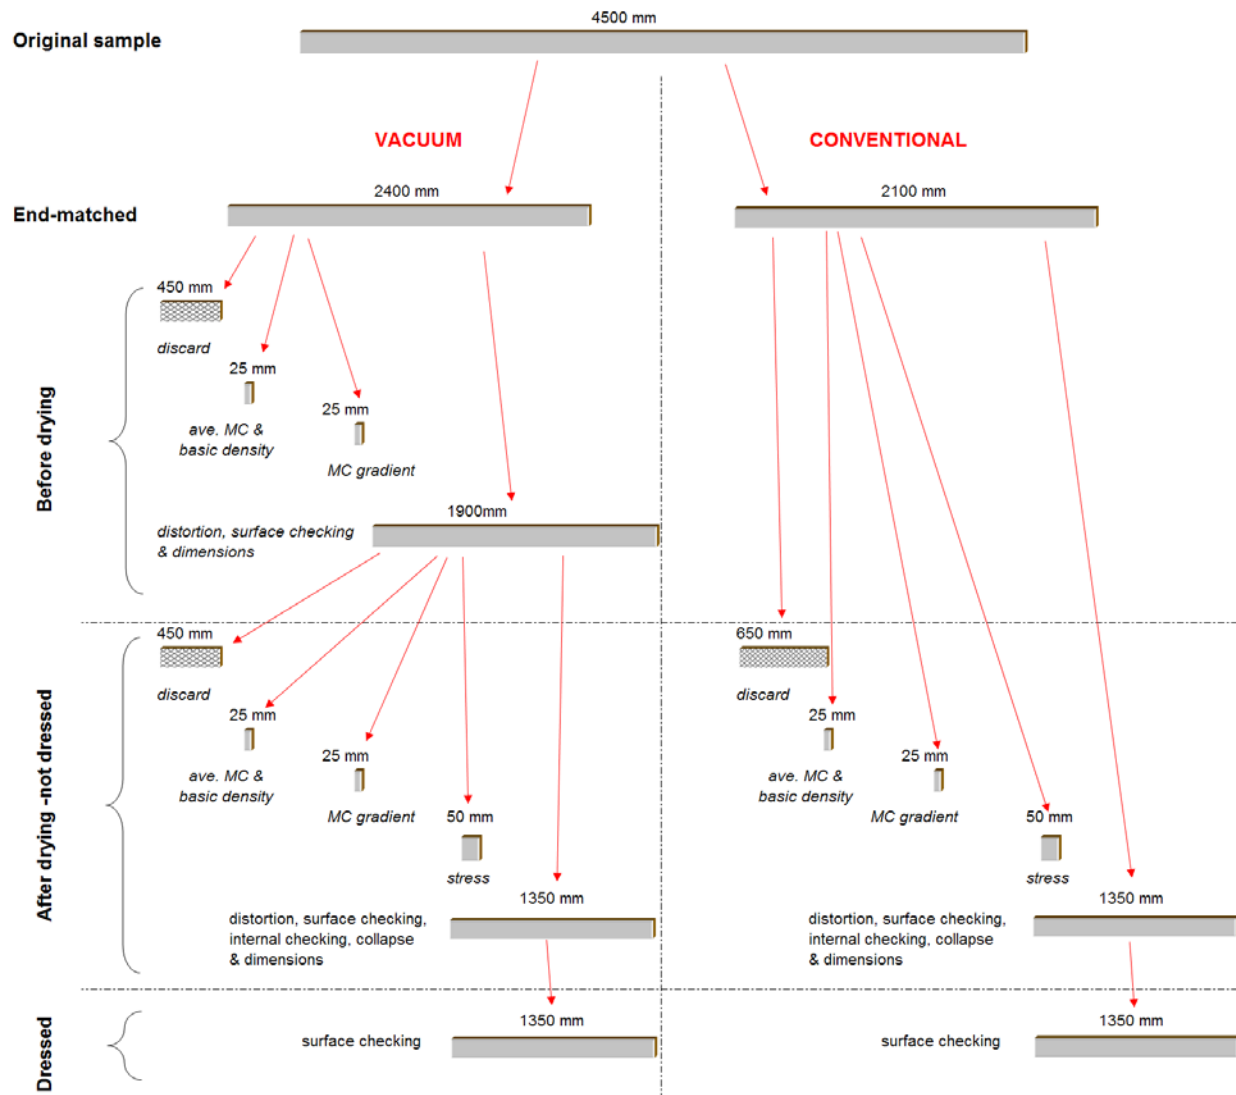 4500 mm
Original sample
VACUUM
CONVENTIONAL
2400 mm
2100 mm
End-matched
450 mm
discard
25 mm
ave. MC &
basic density
25 mm
MC gradient
Before drying
1900mm
distortion, surface checking
& dimensions
450 mm
discard
25 mm
ave. MC &
basic density
25 mm
MC gradient
50 mm
stress
1350 mm
distortion, surface checking,
internal checking, collapse
& dimensions
After drying -not dressed
650 mm
discard
25 mm
ave. MC &
basic density
25 mm
MC gradient
50 mm
stress
1350 mm
distortion, surface checking,
internal checking, collapse
& dimensions
Dressed
1350 mm
surface checking
1350 mm
surface checking